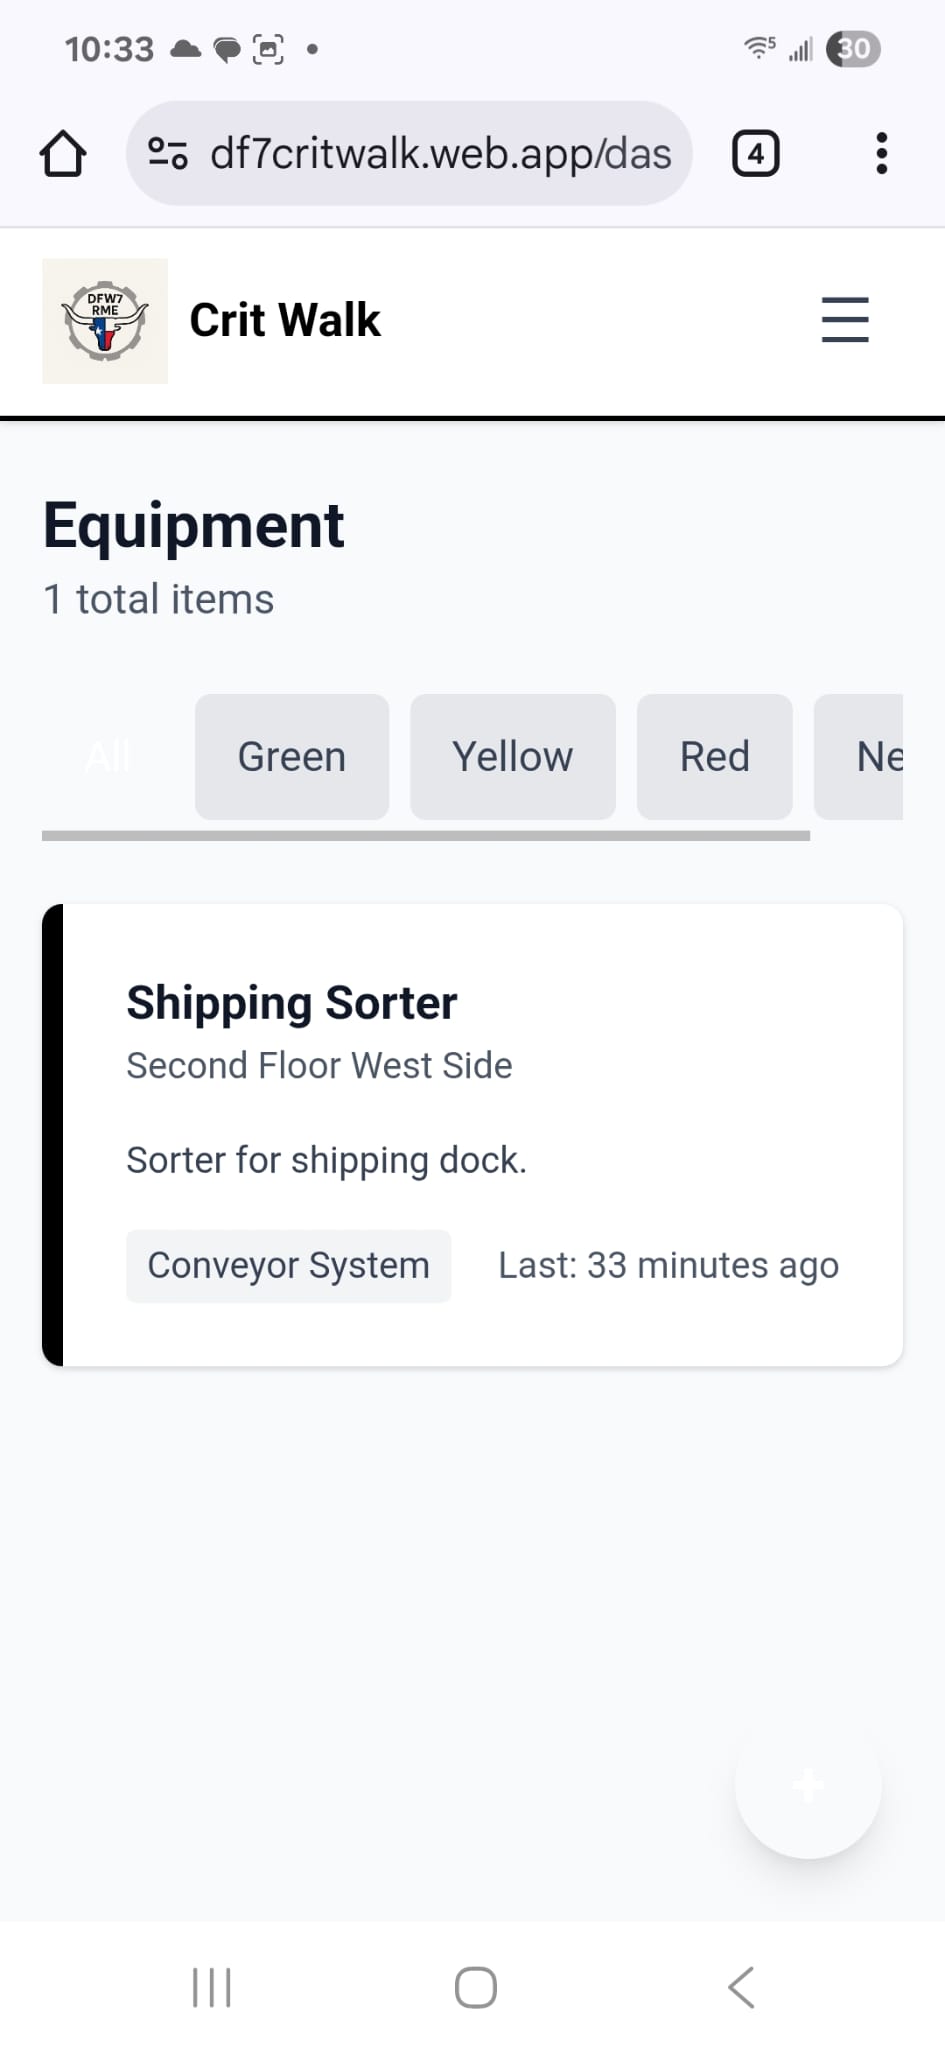 10:33
5
30
df7critwalk.web.app/das
4
DFW7
RME
Crit Walk
Equipment
1 total items
All
Green
Yellow
Red
Ne
Shipping Sorter
Second Floor West Side
Sorter for shipping dock.
Conveyor System
Last: 33 minutes ago
+